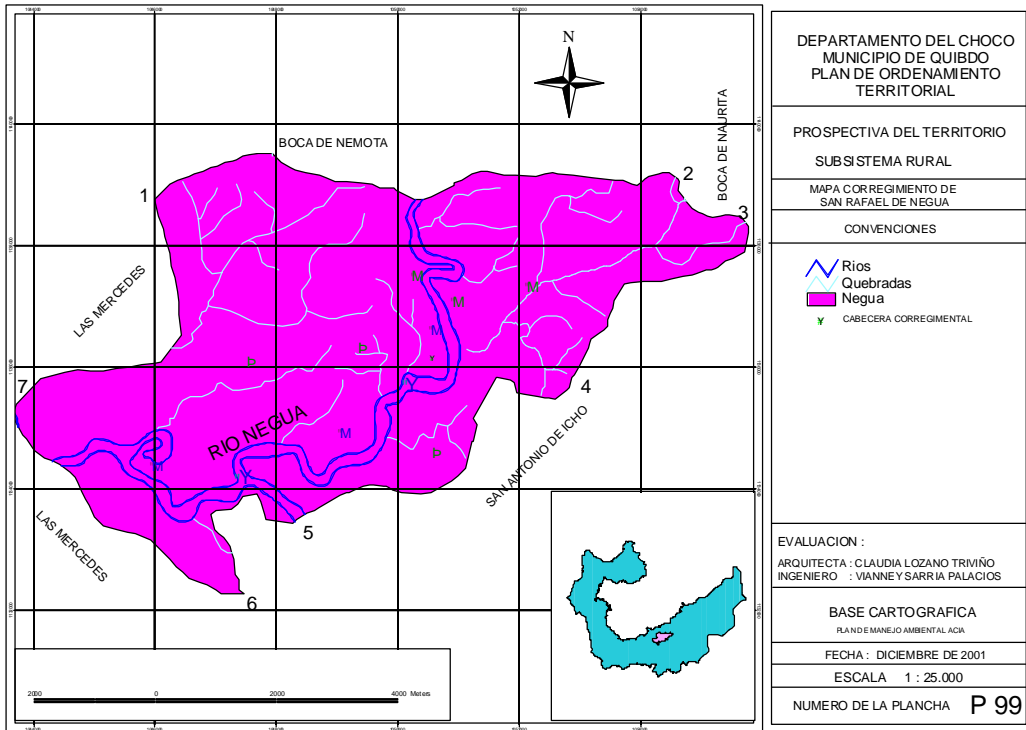 N
BOCA DE NEMOTA
BOCA DE NAURITA
1
2
3
LAS MERCEDES
M
M
M
M
Y
Þ
Þ
7
4
Y
RIO NEGUA
M
Þ
SAN ANTONIO DE ICHO
M
Y
LAS MERCEDES
5
6
2000 0 2000 4000 Meters
DEPARTAMENTO DEL CHOCO
MUNICIPIO DE QUIBDO
PLAN DE ORDENAMIENTO
TERRITORIAL
PROSPECTIVA DEL TERRITORIO
SUBSISTEMA RURAL
MAPA CORREGIMIENTO DE
SAN RAFAEL DE NEGUA
CONVENCIONES
Rios
Quebradas
Negua
Y CABECERA CORREGIMENTAL
EVALUACION :
ARQUITECTA : CLAUDIA LOZANO TRIVIÑO
INGENIERO : VIANNEY SARRIA PALACIOS
BASE CARTOGRAFICA
PLAN DE MANEJO AMBIENTAL ACIA
FECHA : DICIEMBRE DE 2001
ESCALA 1 : 25.000
NUMERO DE LA PLANCHA P 99